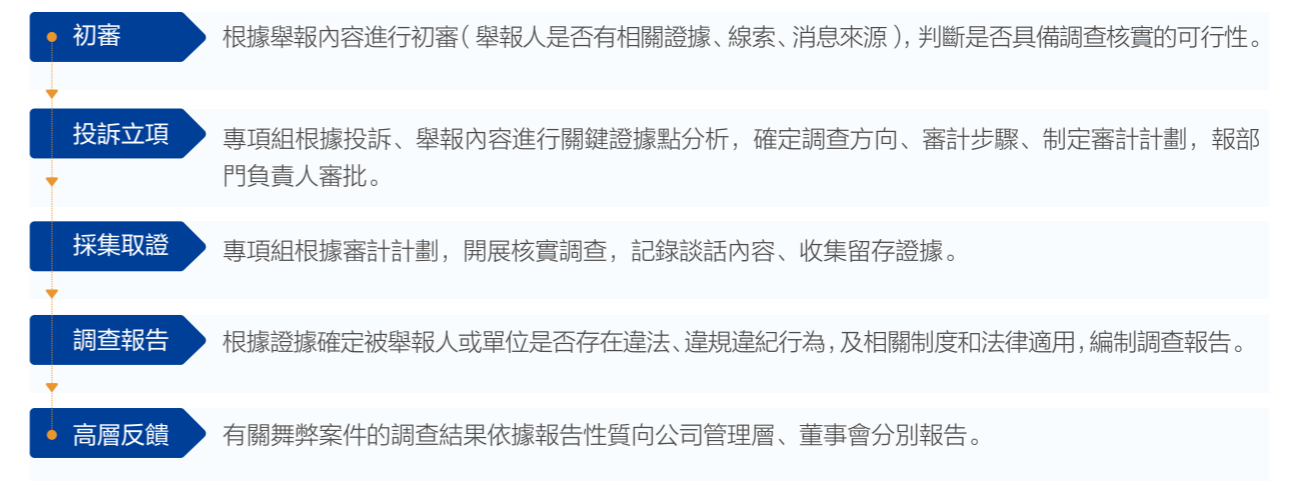 初審
根據舉報內容進行初審(舉報人是否有相關證據、線索、消息來源),判斷是否具備調查核實的可行性。
投訴立項
專項組根據投訴、舉報內容進行關鍵證據點分析，確定調查方向、審計步驟、制定審計計劃，報部
門負責人審批。
採集取證
專項組根據審計計劃，開展核實調查，記錄談話內容、收集留存證據。
調查報告
根據證據確定被舉報人或單位是否存在違法、違規違紀行為，及相關制度和法律適用，編制調查報告。
高層反饋
有關舞弊案件的調查結果依據報告性質向公司管理層、董事會分別報告。